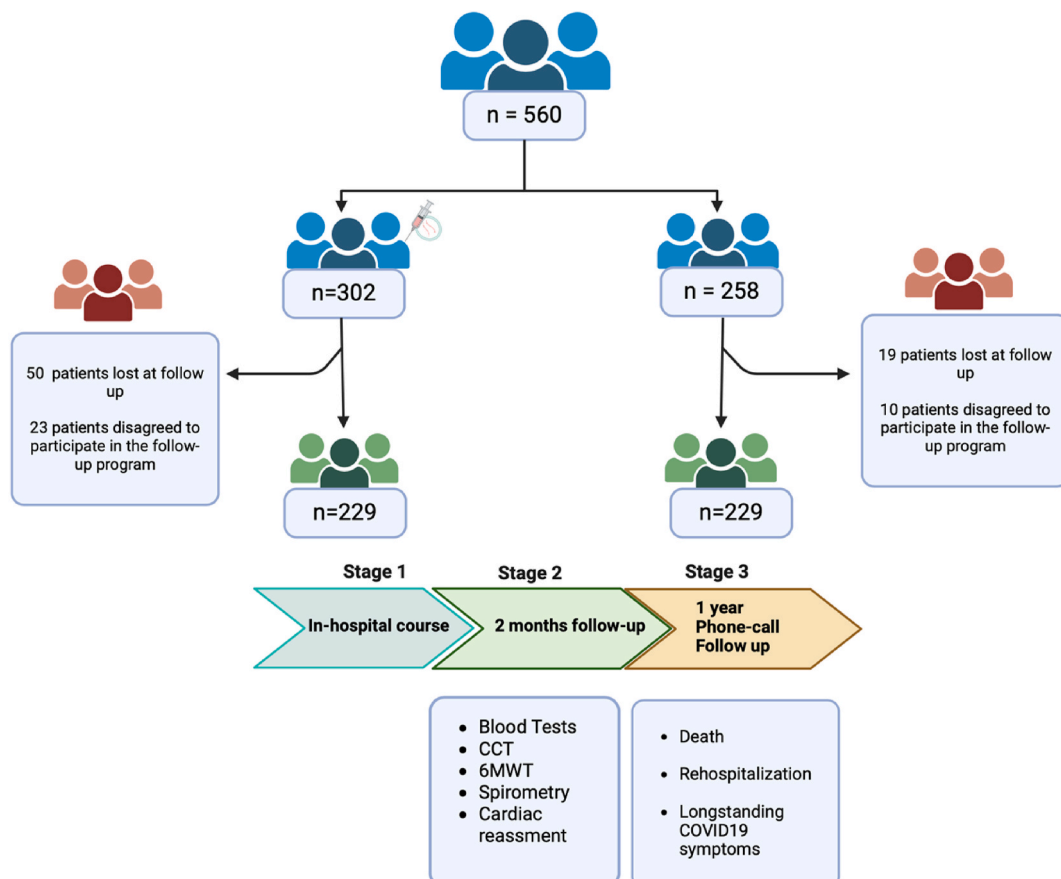 n = 560
n=302
n = 258
50 patients lost at follow
up
23 patients disagreed to
participate in the follow-
up program
19 patients lost at follow
up
10 patients disagreed to
participate in the follow-
up program
n=229
n=229
Stage 1
Stage 2
Stage 3
In-hospital course
2 months follow-up
1 year
Phone-call
Follow up
• Blood Tests
• CCT
• 6MWT
• Spirometry
• Cardiac
reassment
• Death
• Rehospitalization
• Longstanding
COVID19
symptoms